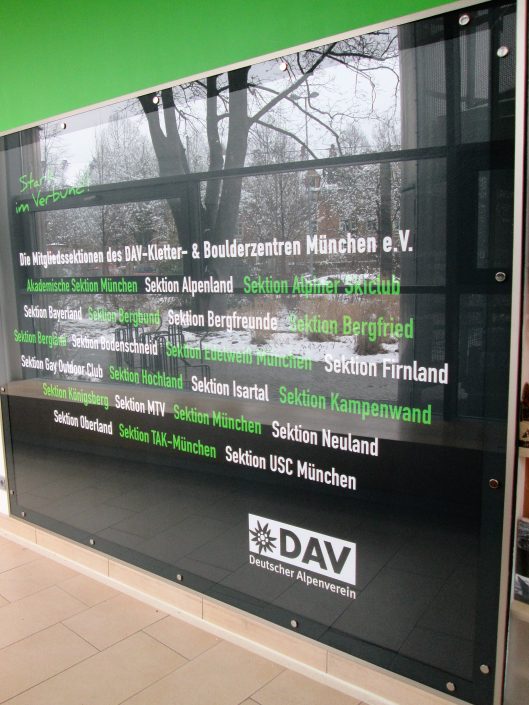 Stark
im Verbund!
Die Mitgliedssektionen des DAV-Kletter- & Boulderzentren München e.V.
Akademische Sektion München Sektion Alpenland Sektion Alpiner Skiclub
Sektion Bayerland Sektion Bergbund Sektion Bergfreunde Sektion Bergfried
Sektion Bergland Sektion Bodenschneid Sektion Edelweiß München Sektion Firnland
Sektion Gay Outdoor Club Sektion Hochland Sektion Isartal Sektion Kampenwand
Sektion Königsberg Sektion MTV Sektion München Sektion Neuland
Sektion Oberland Sektion TAK-München Sektion USC München
DAV
Deutscher Alpenverein